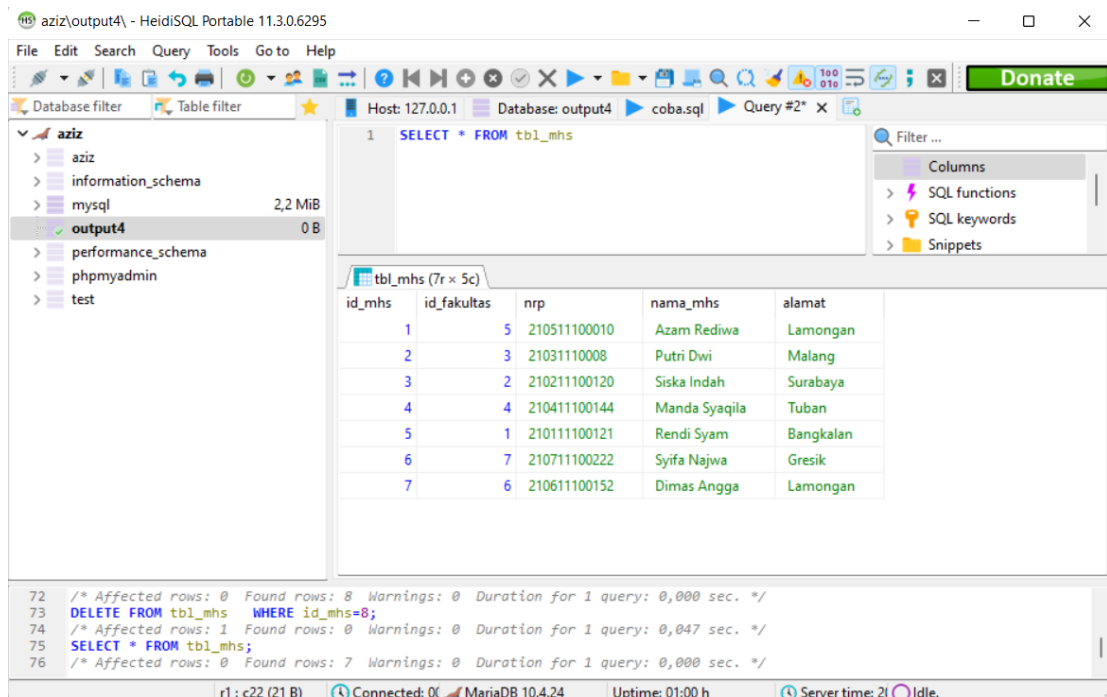 aziz\output4\ - HeidiSQL Portable 11.3.0.6295
File Edit Search Query Tools Go to Help
Donate
Database filter Table filter Host: 127.0.0.1 Database: output4 coba.sql Query #2*
aziz
aziz
information_schema
mysql 2,2 MiB
output4 0 B
performance_schema
phpmyadmin
test
1 SELECT * FROM tbl_mhs
Filter ...
Columns
SQL functions
SQL keywords
Snippets
tbl_mhs (7r × 5c)
id_mhs id_fakultas nrp nama_mhs alamat
1 5 210511100010 Azam Rediwa Lamongan
2 3 21031110008 Putri Dwi Malang
3 2 210211100120 Siska Indah Surabaya
4 4 210411100144 Manda Syaqila Tuban
5 1 210111100121 Rendi Syam Bangkalan
6 7 210711100222 Syifa Najwa Gresik
7 6 210611100152 Dimas Angga Lamongan
72 /* Affected rows: 0 Found rows: 8 Warnings: 0 Duration for 1 query: 0,000 sec. */
73 DELETE FROM tbl_mhs WHERE id_mhs=8;
74 /* Affected rows: 1 Found rows: 0 Warnings: 0 Duration for 1 query: 0,047 sec. */
75 SELECT * FROM tbl_mhs;
76 /* Affected rows: 0 Found rows: 7 Warnings: 0 Duration for 1 query: 0,000 sec. */
r1 : c22 (21 B) Connected: MariaDB 10.4.24 Uptime: 01:00 h Server time: Idle.